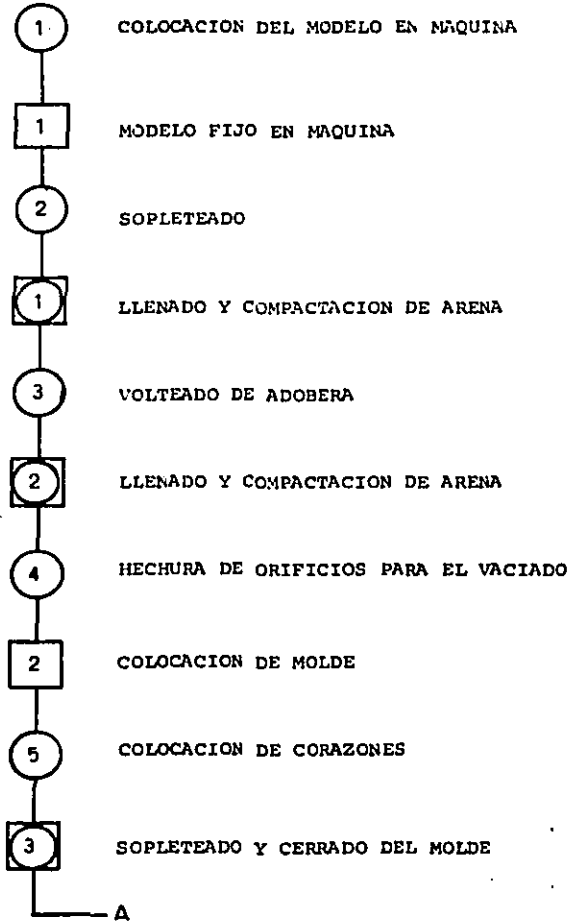 1 COLOCACION DEL MODELO EN MAQUINA
1 MODELO FIJO EN MAQUINA
2 SOPLETEADO
1 LLENADO Y COMPACTACION DE ARENA
3 VOLTEADO DE ADOBERA
2 LLENADO Y COMPACTACION DE ARENA
4 HECHURA DE ORIFICIOS PARA EL VACIADO
2 COLOCACION DE MOLDE
5 COLOCACION DE CORAZONES
3 SOPLETEADO Y CERRADO DEL MOLDE
A